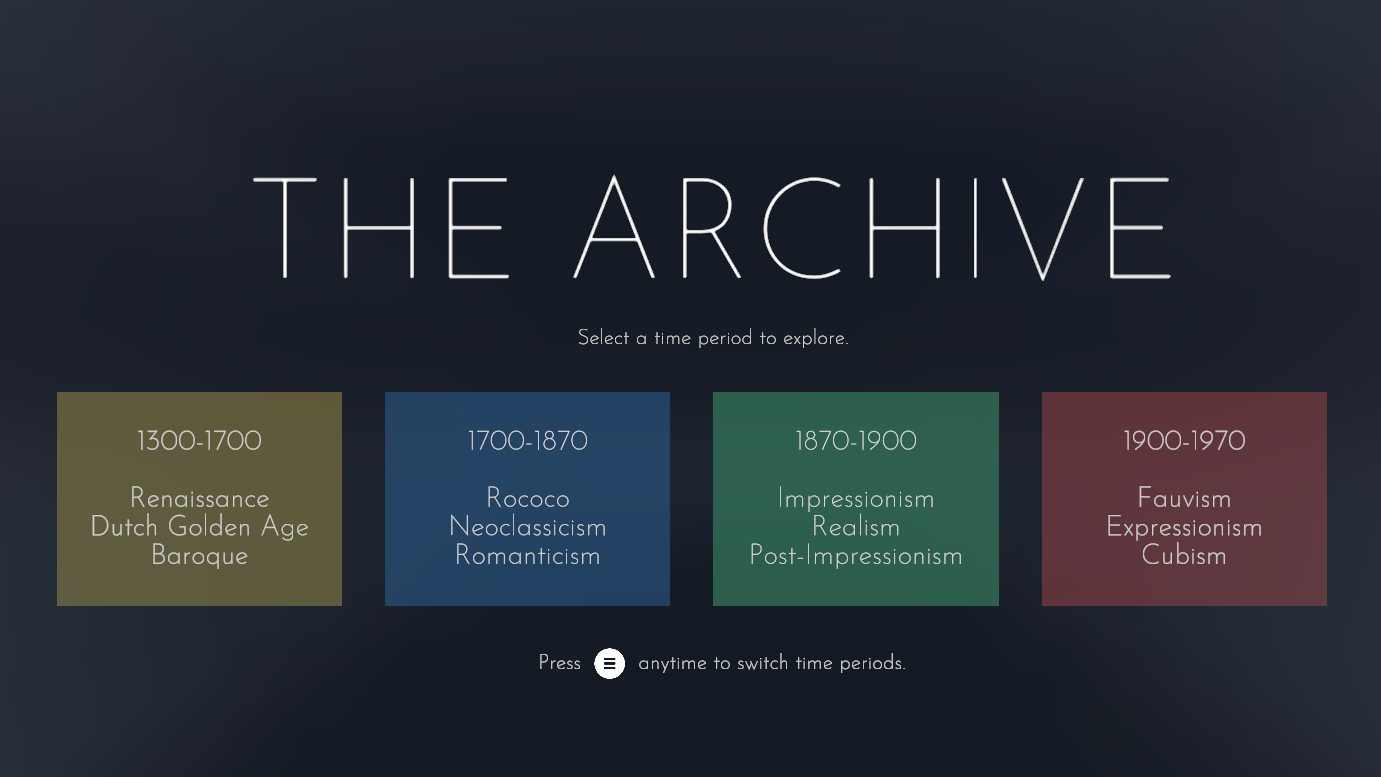 THE ARCHIVE
Select a time period to explore.
1300-1700
Renaissance
Dutch Golden Age
Baroque
1700-1870
Rococo
Neoclassicism
Romanticism
1870-1900
Impressionism
Realism
Post-Impressionism
1900-1970
Fauvism
Expressionism
Cubism
Press anytime to switch time periods.